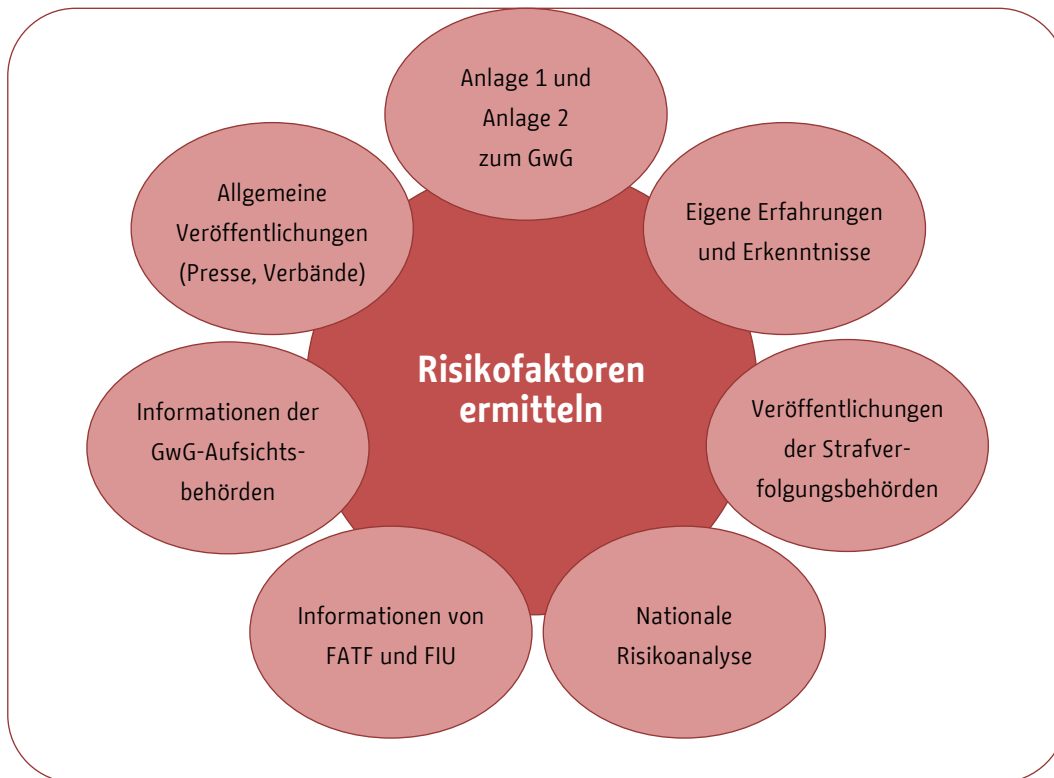 Anlage 1 und
Anlage 2
zum GwG
Eigene Erfahrungen
und Erkenntnisse
Veröffentlichungen
der Strafver-
folgungsbehörden
Nationale
Risikoanalyse
Informationen von
FATF und FIU
Informationen der
GwG-Aufsichts-
behörden
Allgemeine
Veröffentlichungen
(Presse, Verbände)
Risikofaktoren
ermitteln